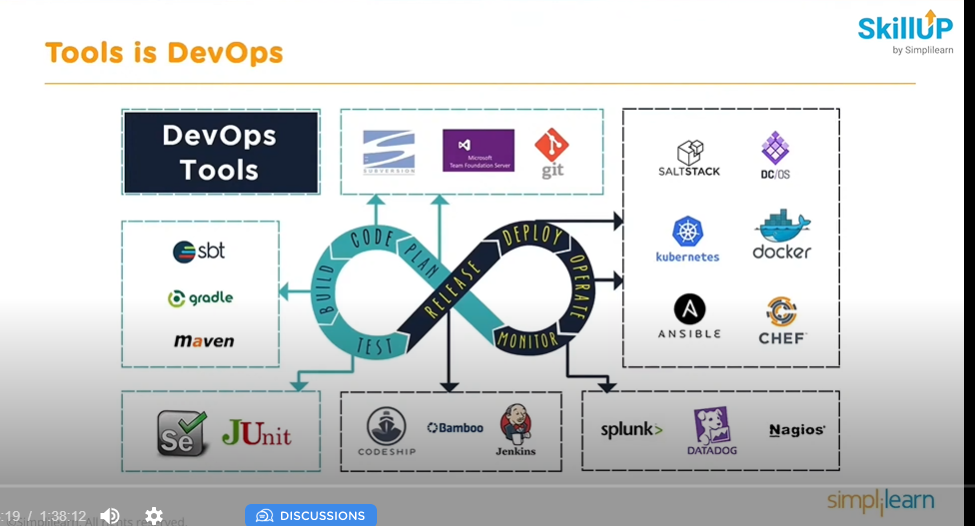 SkillUP
by Simplilearn
Tools is DevOps
DevOps
Tools
SUBVERSION
Microsoft
Team Foundation Server
git
SALTSTACK
DC/OS
sbt
gradle
maven
CODE
PLAN
BUILD
TEST
RELEASE
DEPLOY
OPERATE
MONITOR
kubernetes
docker
ANSIBLE
CHEF
Se
JUnit
CODESHIP
Bamboo
Jenkins
splunk>
DATADOG
Nagios®
simplilearn
:19 / 1:38:12
© Simplilearn. All rights reserved
DISCUSSIONS